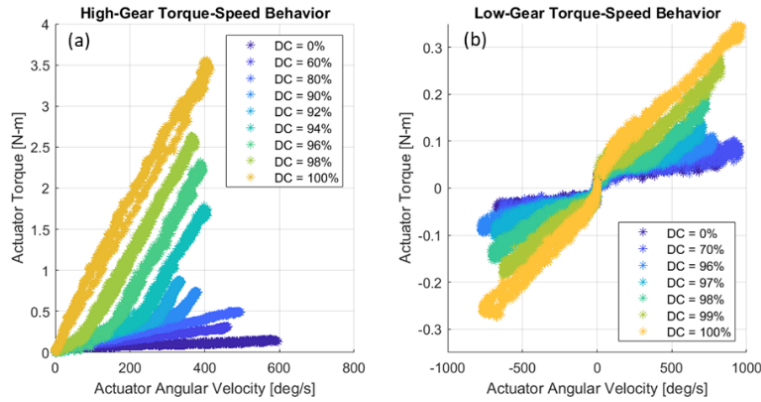 High-Gear Torque-Speed Behavior
(a)
DC = 0%
DC = 60%
DC = 80%
DC = 90%
DC = 92%
DC = 94%
DC = 96%
DC = 98%
DC = 100%
4
3.5
3
2.5
2
1.5
1
0.5
0
Actuator Torque [N-m]
0 200 400 600 800
Actuator Angular Velocity [deg/s]
Low-Gear Torque-Speed Behavior
(b)
0.3
0.2
0.1
0
-0.1
-0.2
-0.3
Actuator Torque [N-m]
DC = 0%
DC = 70%
DC = 96%
DC = 97%
DC = 98%
DC = 99%
DC = 100%
-1000 -500 0 500 1000
Actuator Angular Velocity [deg/s]